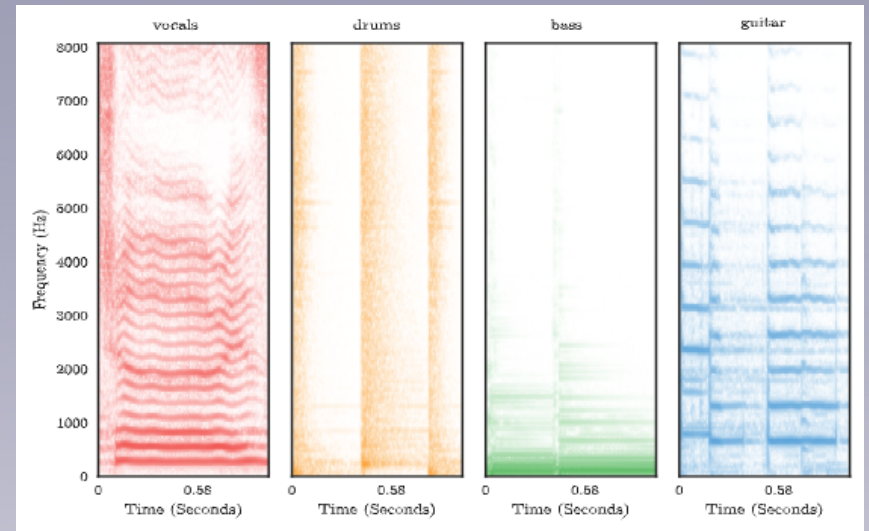 vocals drums bass guitar
8000
7000
6000
5000
4000
3000
2000
1000
0
Frequency (Hz)
0 0.58 0 0.58 0 0.58 0 0.58
Time (Seconds) Time (Seconds) Time (Seconds) Time (Seconds)